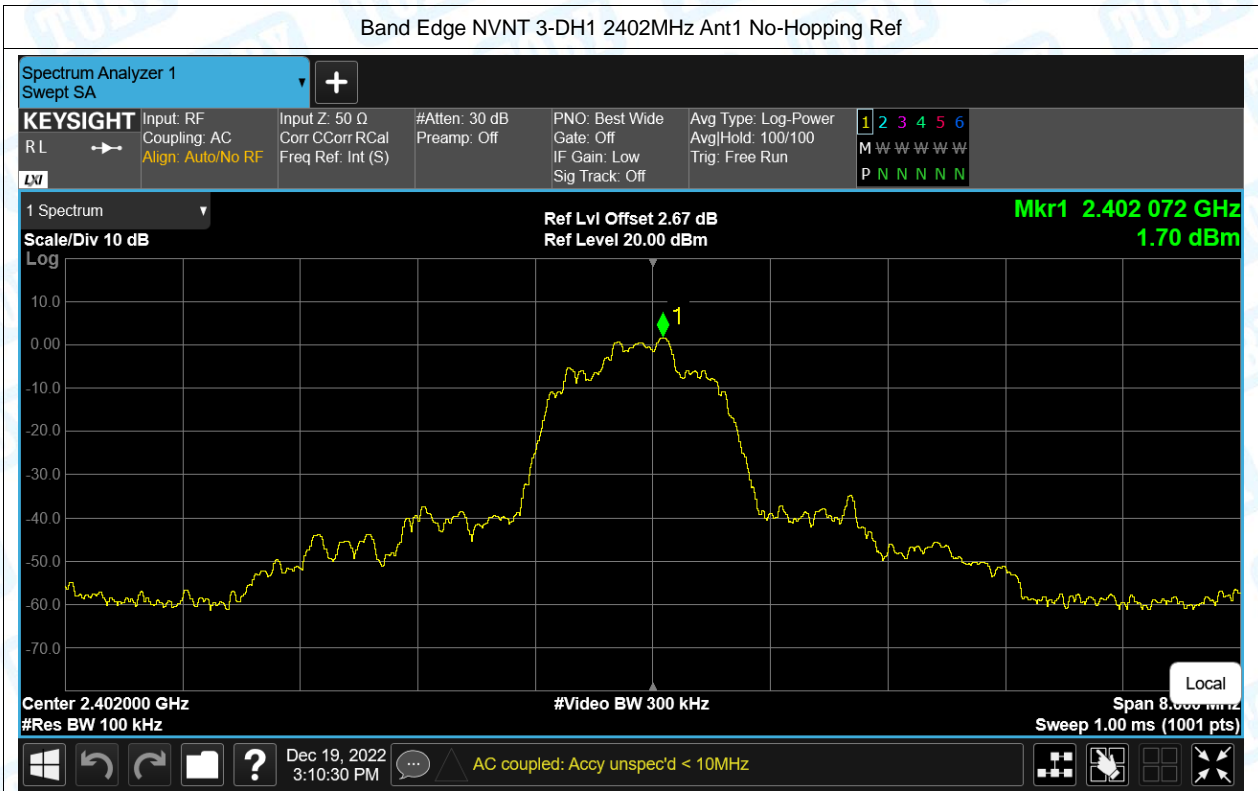 Band Edge NVNT 3-DH1 2402MHz Ant1 No-Hopping Ref
Spectrum Analyzer 1
Swept SA
KEYSIGHT
R L
LXI
Input: RF
Coupling: AC
Align: Auto/No RF
Input Z: 50 Ω
Corr CCorr RCal
Freq Ref: Int (S)
#Atten: 30 dB
Preamp: Off
PNO: Best Wide
Gate: Off
IF Gain: Low
Sig Track: Off
Avg Type: Log-Power
Avg|Hold: 100/100
Trig: Free Run
1 2 3 4 5 6
M W W W W W
P N N N N N
1 Spectrum
Scale/Div 10 dB
Ref Lvl Offset 2.67 dB
Ref Level 20.00 dBm
Mkr1 2.402 072 GHz
1.70 dBm
Log
10.0
0.00
-10.0
-20.0
-30.0
-40.0
-50.0
-60.0
-70.0
1
Local
Center 2.402000 GHz
#Video BW 300 kHz
Span 8.000 MHz
#Res BW 100 kHz
Sweep 1.00 ms (1001 pts)
?
Dec 19, 2022
3:10:30 PM
AC coupled: Accy unspec'd < 10MHz